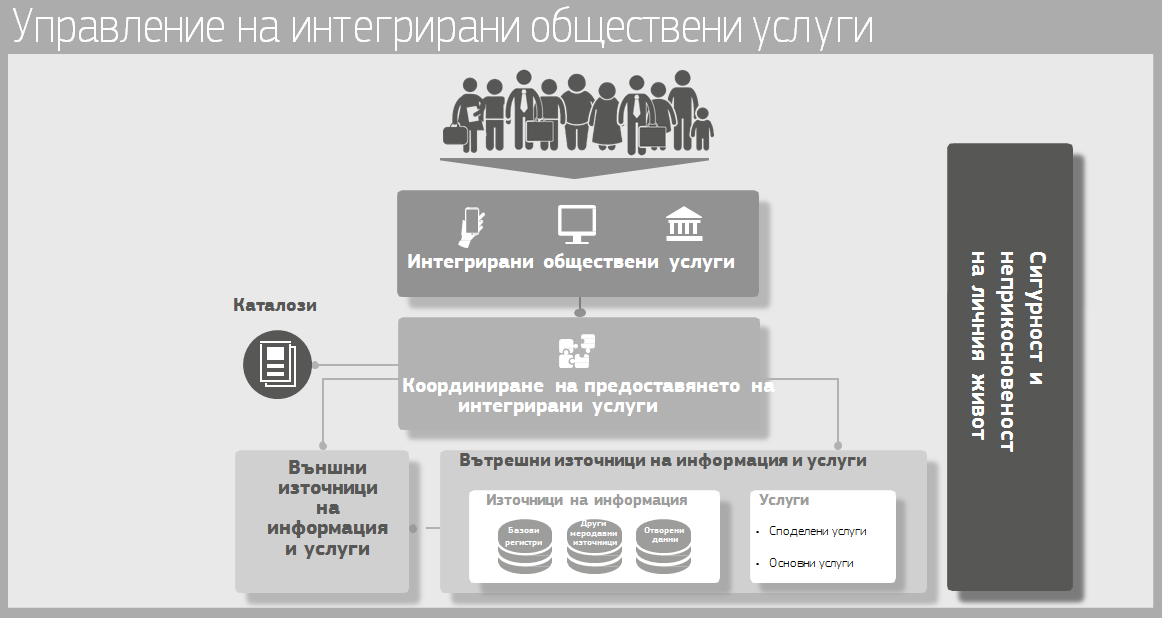 Управление на интегрирани обществени услуги
Интегрирани обществени услуги
Каталози
Координиране на предоставянето на
интегрирани услуги
Сигурност и
неприкосновеност
на личния живот
Външни
източници
на
информация
и услуги
Вътрешни източници на информация и услуги
Източници на информация
Базови
регистри
Други
меродавни
източници
Отворени
данни
Услуги
• Споделени услуги
• Основни услуги